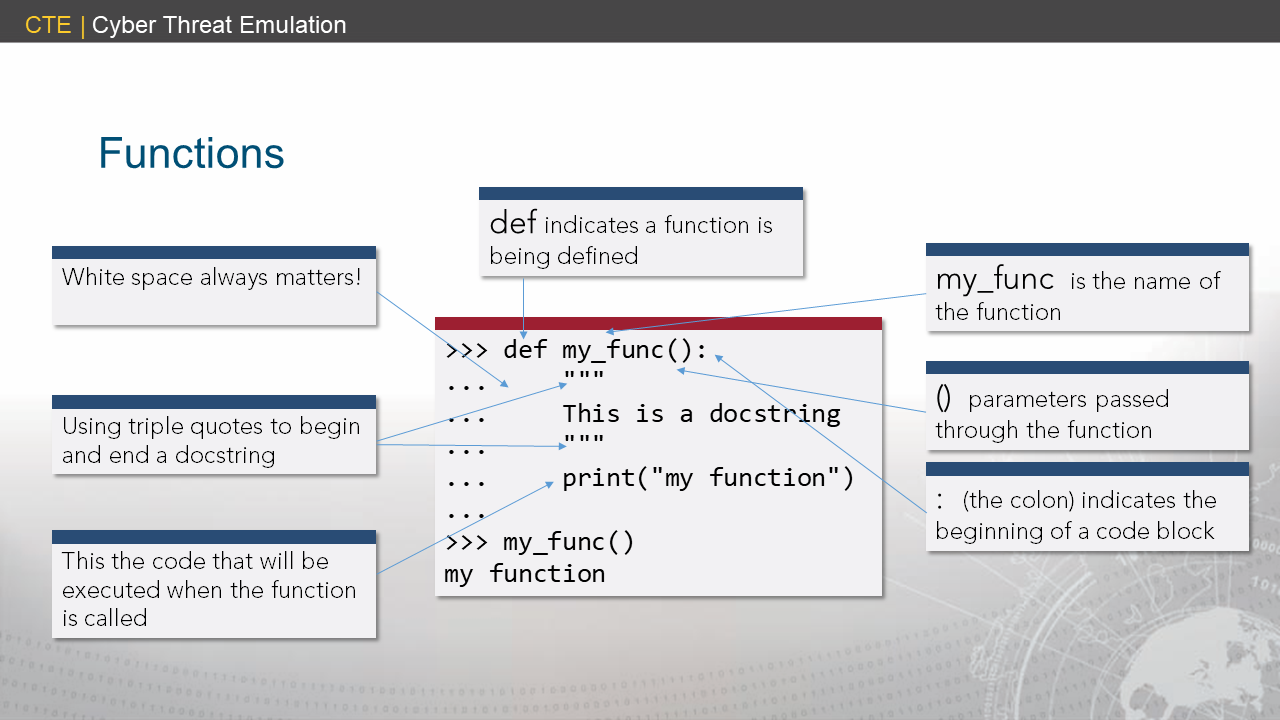 CTE | Cyber Threat Emulation
Functions
def indicates a function is
being defined
White space always matters!
my_func is the name of
the function
>>> def my_func():
... """
... This is a docstring
... """
... print("my function")
...
>>> my_func()
my function
Using triple quotes to begin
and end a docstring
() parameters passed
through the function
: (the colon) indicates the
beginning of a code block
This the code that will be
executed when the function
is called